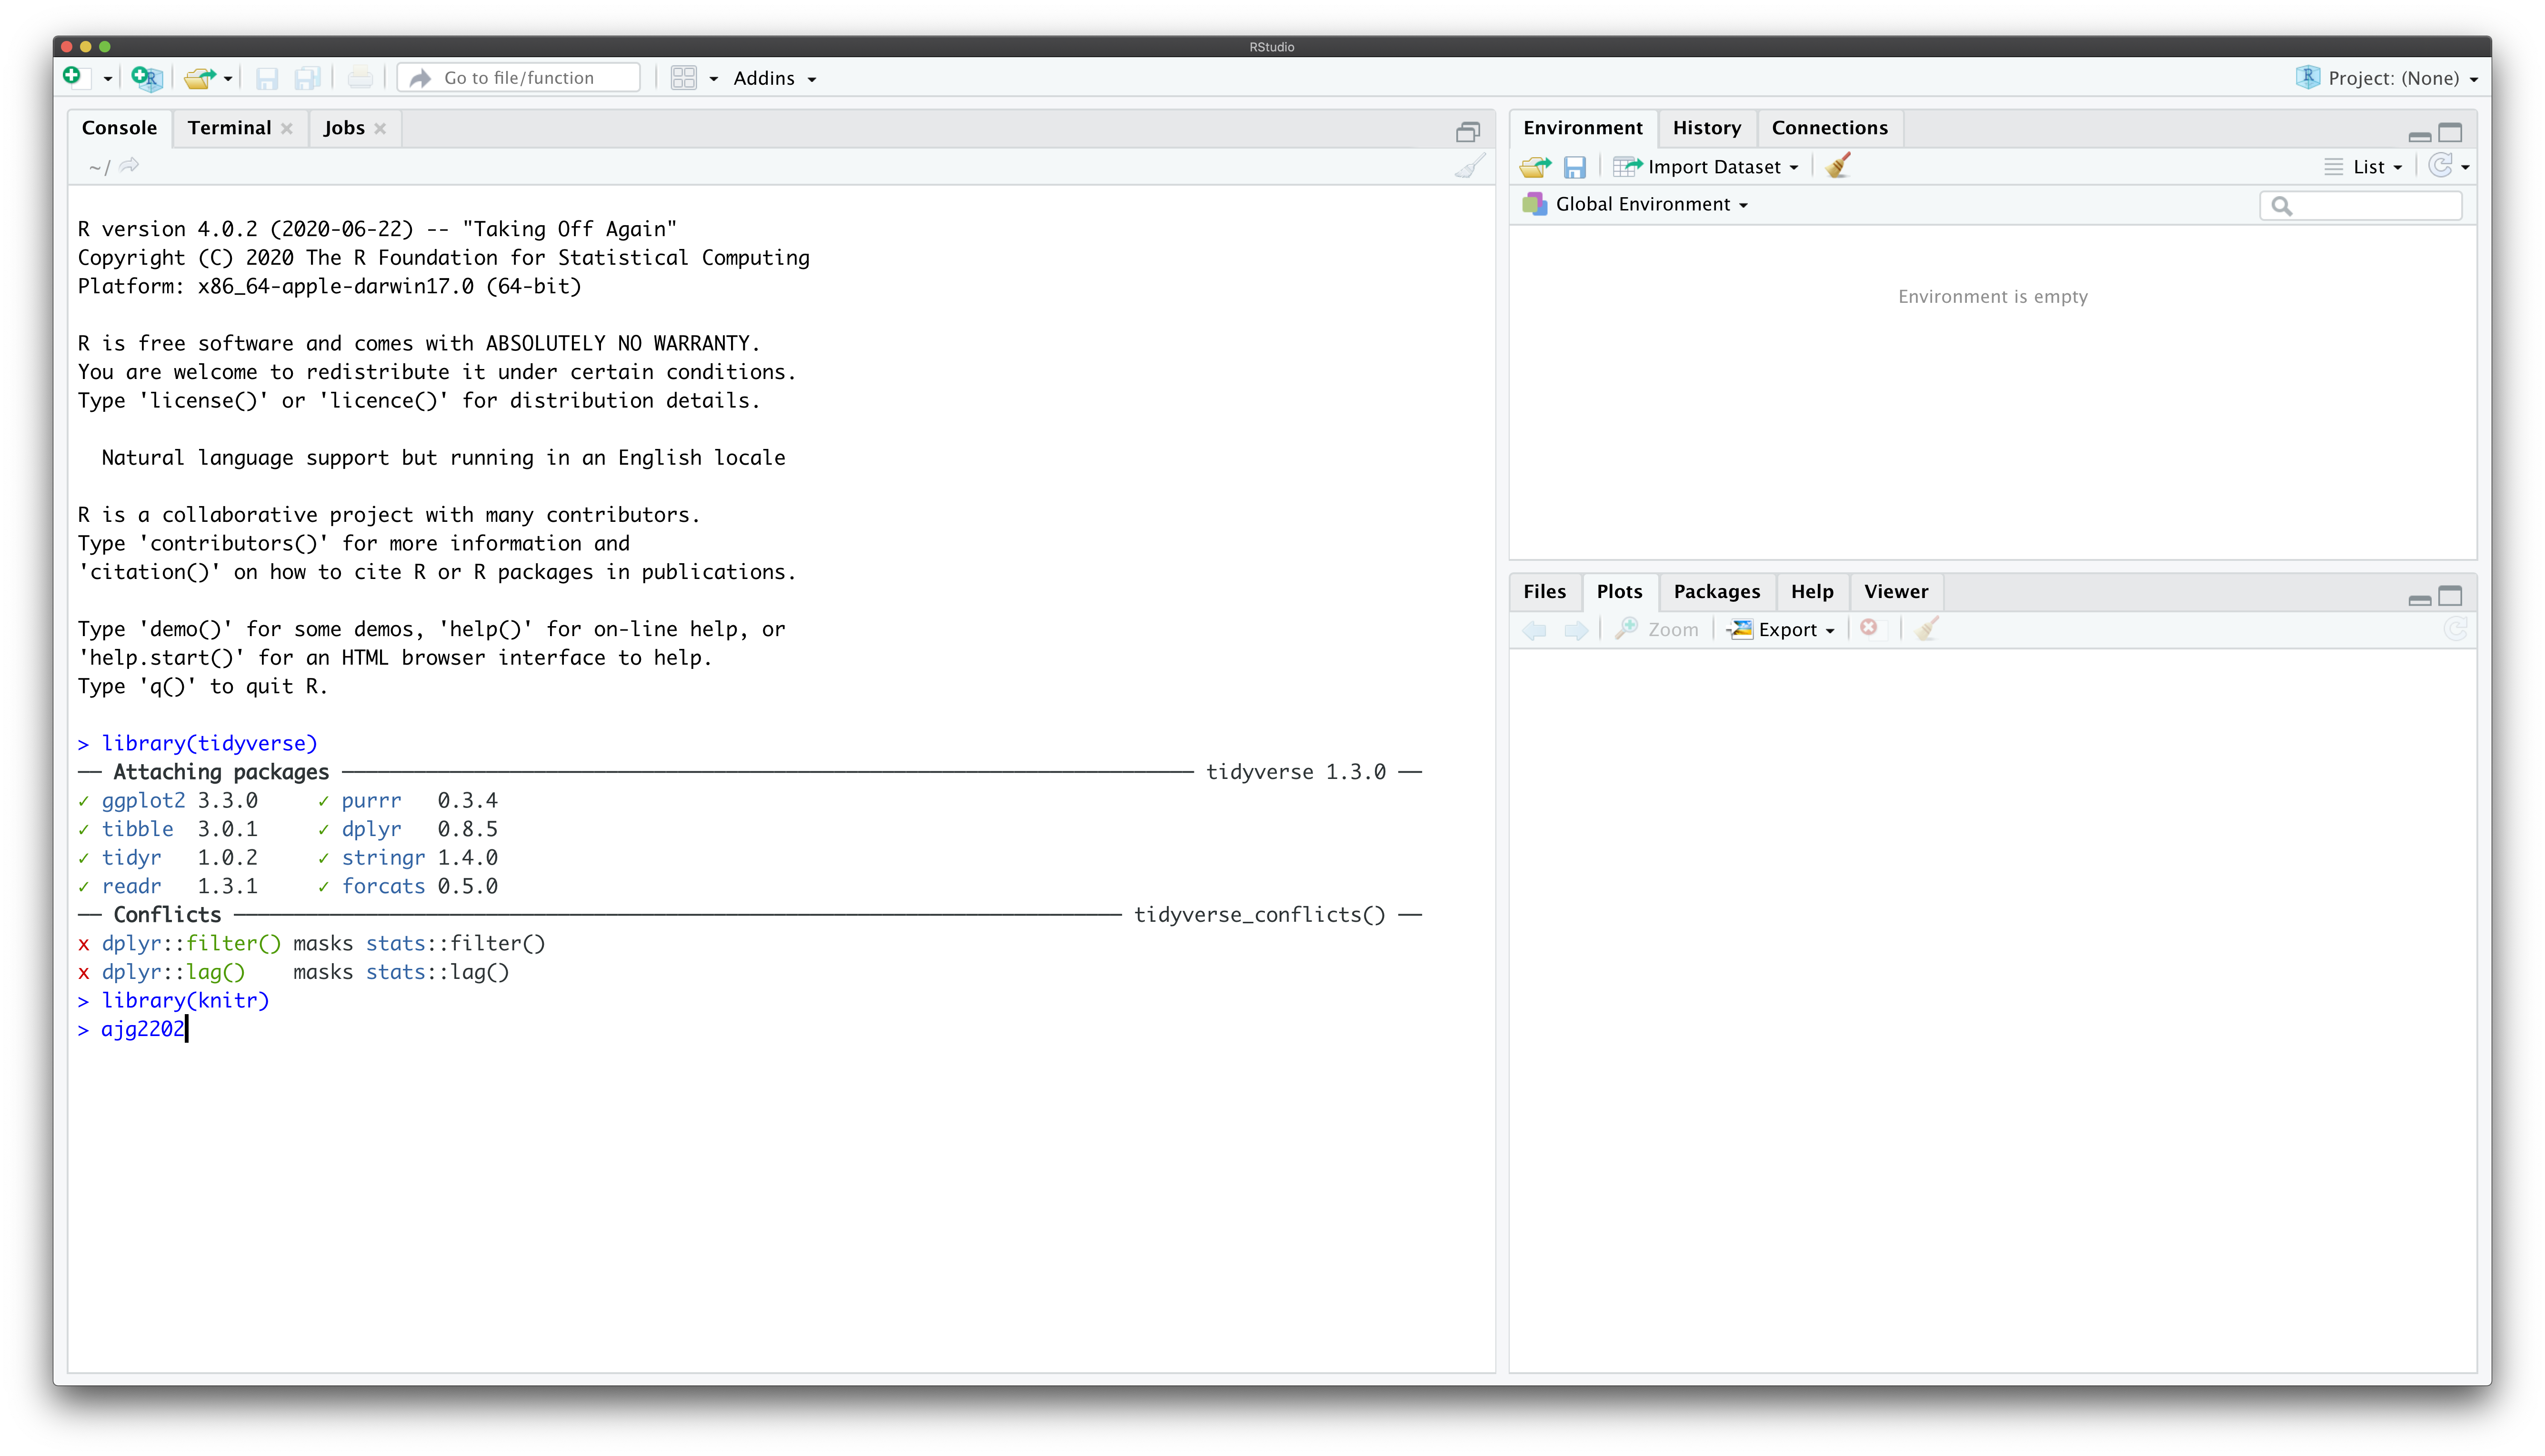 RStudio
Go to file/function
Addins
Project: (None)
Console Terminal Jobs
~/
R version 4.0.2 (2020-06-22) -- "Taking Off Again"
Copyright (C) 2020 The R Foundation for Statistical Computing
Platform: x86_64-apple-darwin17.0 (64-bit)
R is free software and comes with ABSOLUTELY NO WARRANTY.
You are welcome to redistribute it under certain conditions.
Type 'license()' or 'licence()' for distribution details.
Natural language support but running in an English locale
R is a collaborative project with many contributors.
Type 'contributors()' for more information and
'citation()' on how to cite R or R packages in publications.
Type 'demo()' for some demos, 'help()' for on-line help, or
'help.start()' for an HTML browser interface to help.
Type 'q()' to quit R.
> library(tidyverse)
── Attaching packages ── tidyverse 1.3.0 ──
✓ ggplot2 3.3.0 ✓ purrr 0.3.4
✓ tibble 3.0.1 ✓ dplyr 0.8.5
✓ tidyr 1.0.2 ✓ stringr 1.4.0
✓ readr 1.3.1 ✓ forcats 0.5.0
── Conflicts ── tidyverse_conflicts() ──
x dplyr::filter() masks stats::filter()
x dplyr::lag() masks stats::lag()
> library(knitr)
> ajg2202
Environment History Connections
Import Dataset
List
Global Environment
Environment is empty
Files Plots Packages Help Viewer
Zoom Export